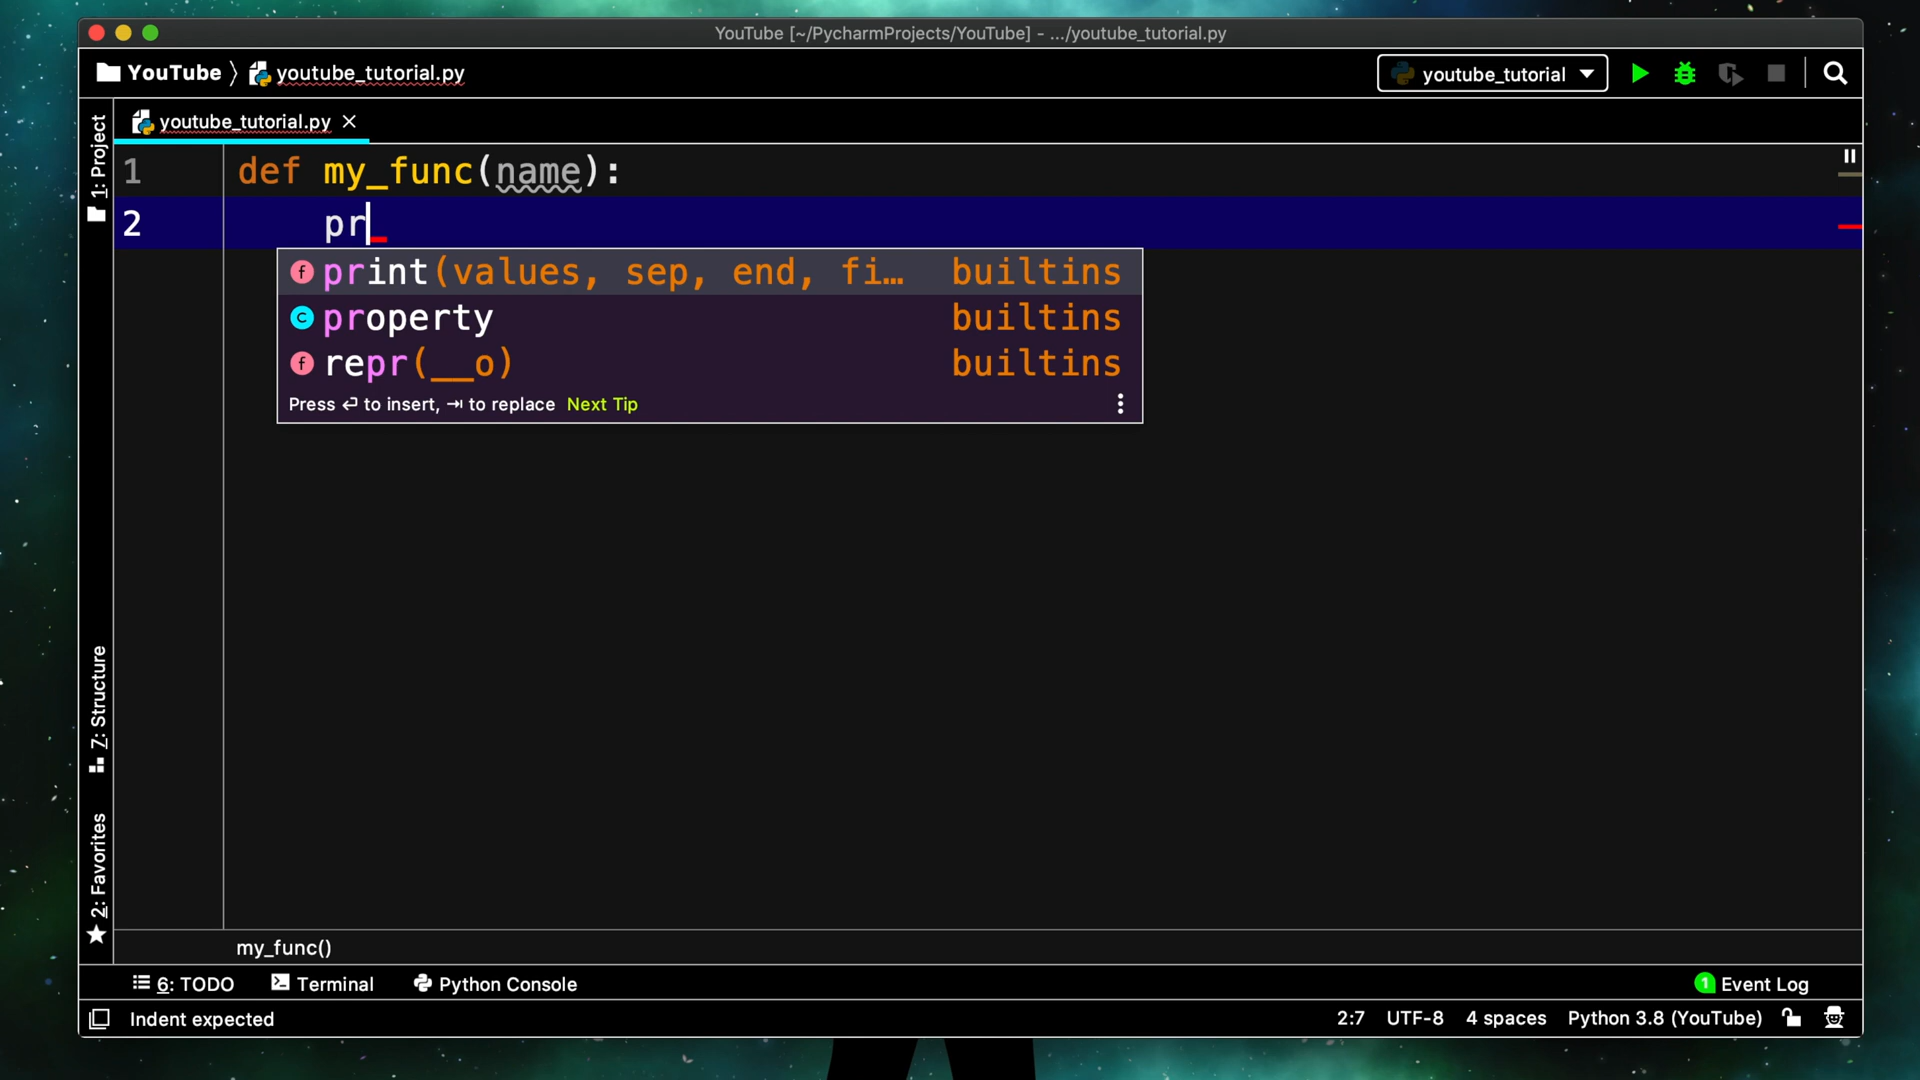 YouTube [~/PycharmProjects/YouTube] - .../youtube_tutorial.py
YouTube 〉 youtube_tutorial.py
youtube_tutorial
youtube_tutorial.py ×
1: Project
1 def my_func(name):
2 pr
print(values, sep, end, fi… builtins
property builtins
repr(__o) builtins
Press ⏎ to insert, ⇥ to replace Next Tip
7: Structure
2: Favorites
my_func()
6: TODO Terminal Python Console
1 Event Log
Indent expected
2:7 UTF-8 4 spaces Python 3.8 (YouTube)